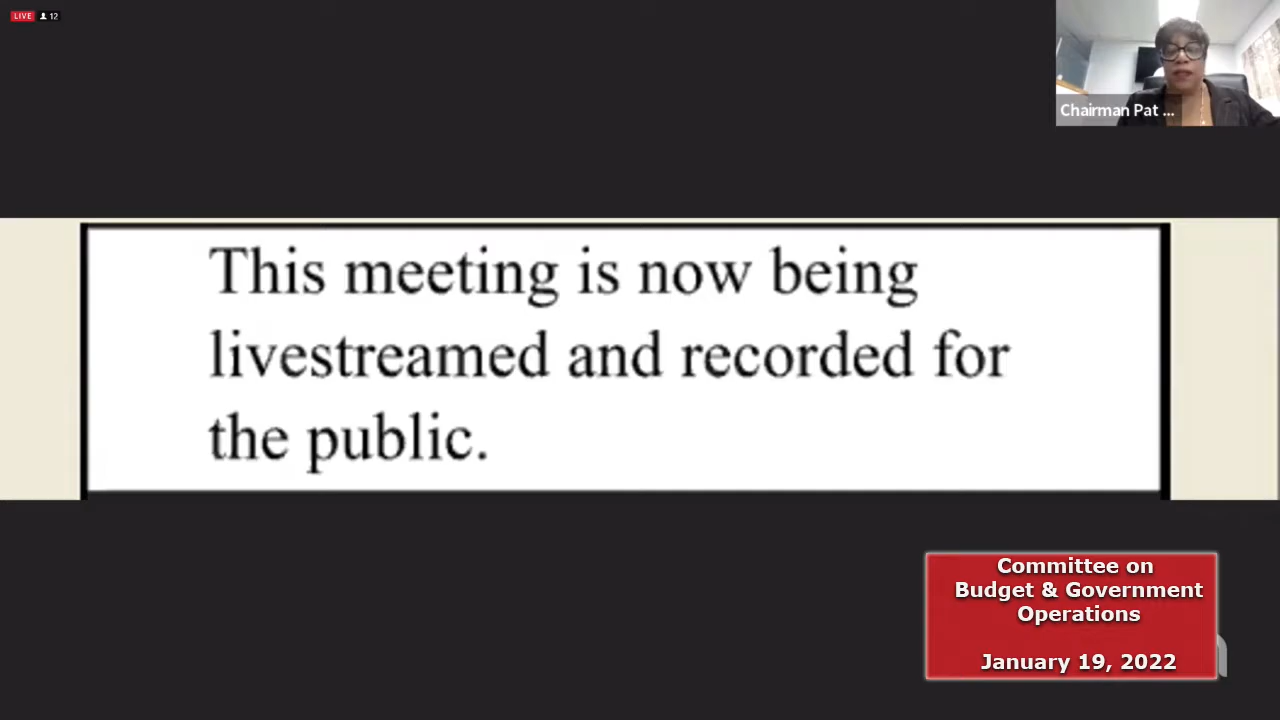 LIVE 12
Chairman Pat ...
This meeting is now being
livestreamed and recorded for
the public.
Committee on
Budget & Government
Operations
January 19, 2022